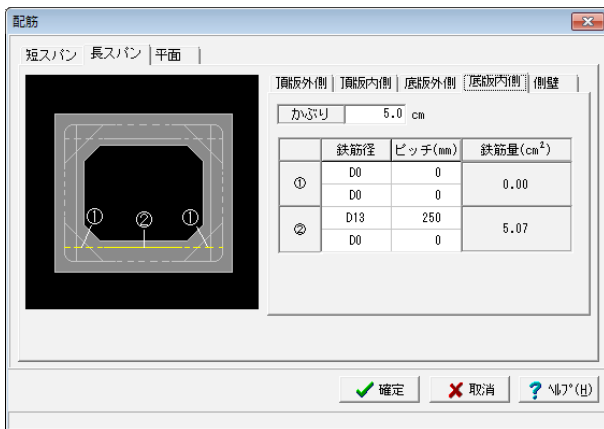 配筋
短スパン 長スパン 平面
頂版外側 頂版内側 底版外側 底版内側 側壁
かぶり 5.0 cm
鉄筋径 ピッチ(mm) 鉄筋量(cm²)
① D0 0 0.00
D0 0
② D13 250 5.07
D0 0
① ② ①
確定 取消 ? ﾍﾙﾌﾟ(H)